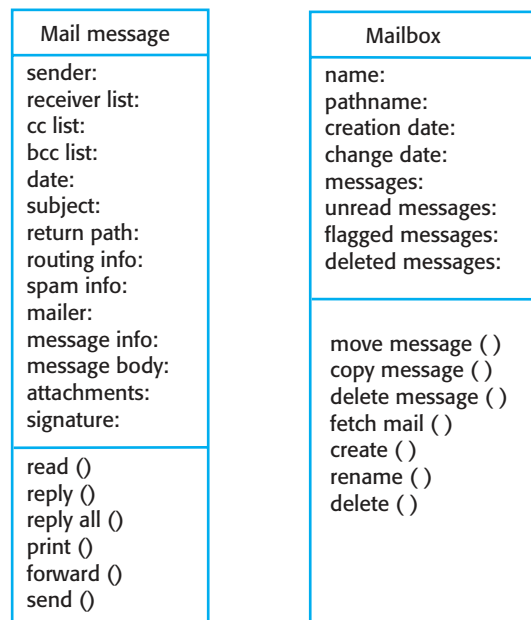 Mail message
sender:
receiver list:
cc list:
bcc list:
date:
subject:
return path:
routing info:
spam info:
mailer:
message info:
message body:
attachments:
signature:
read ()
reply ()
reply all ()
print ()
forward ()
send ()
Mailbox
name:
pathname:
creation date:
change date:
messages:
unread messages:
flagged messages:
deleted messages:
move message ( )
copy message ( )
delete message ( )
fetch mail ( )
create ( )
rename ( )
delete ( )